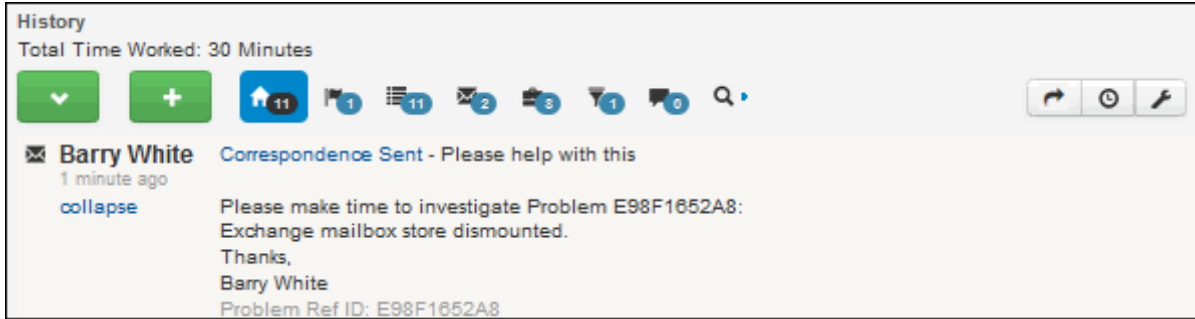 History
Total Time Worked: 30 Minutes
11 1 11 2 3 1 0
Barry White Correspondence Sent - Please help with this
1 minute ago
collapse Please make time to investigate Problem E98F1652A8:
Exchange mailbox store dismounted.
Thanks,
Barry White
Problem Ref ID: E98F1652A8